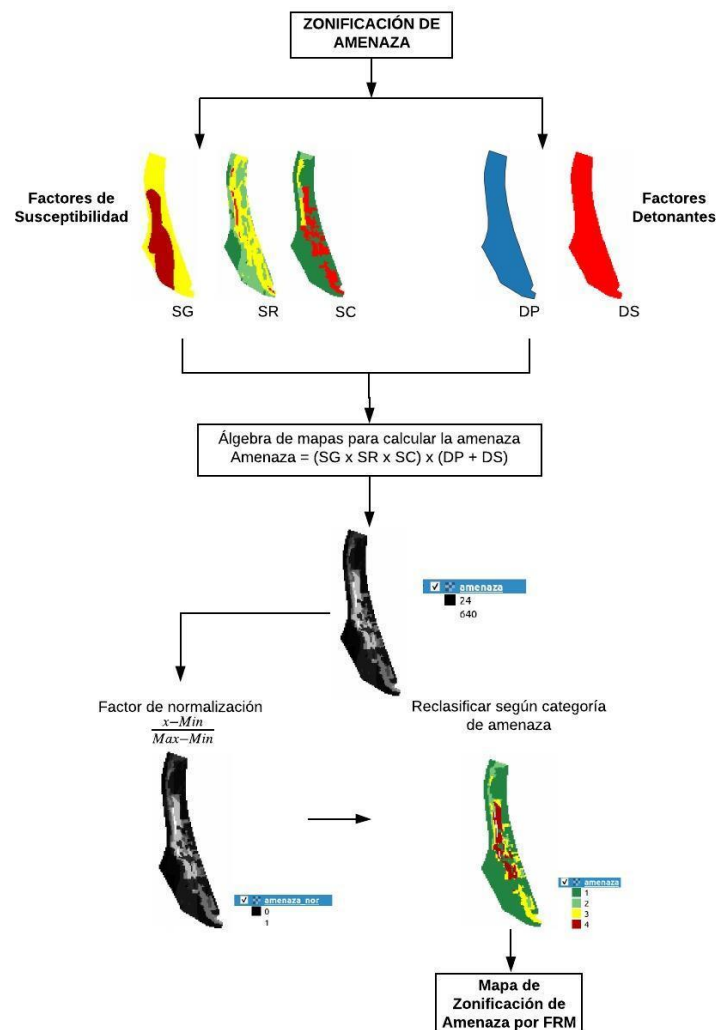 ZONIFICACIÓN DE
AMENAZA
Factores de
Susceptibilidad
Factores
Detonantes
SG
SR
SC
DP
DS
Álgebra de mapas para calcular la amenaza
Amenaza = (SG x SR x SC) x (DP + DS)
amenaza
24
640
Factor de normalización
x−Min
Max−Min
Reclasificar según categoría
de amenaza
amenaza_nor
0
1
amenaza
1
2
3
4
Mapa de
Zonificación de
Amenaza por FRM